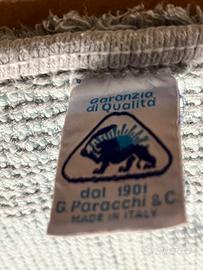 Garanzia
di Qualità
dal 1901
G. Paracchi & C.
MADE IN ITALY